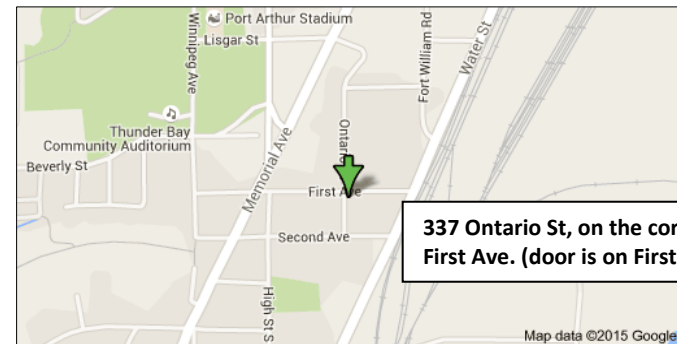 Port Arthur Stadium
Lisgar St
Winnipeg Ave
Fort William Rd
Water St
Thunder Bay
Community Auditorium
Beverly St
Memorial Ave
Ontario
First Ave
Second Ave
High St S
337 Ontario St, on the cor
First Ave. (door is on First
Map data ©2015 Google